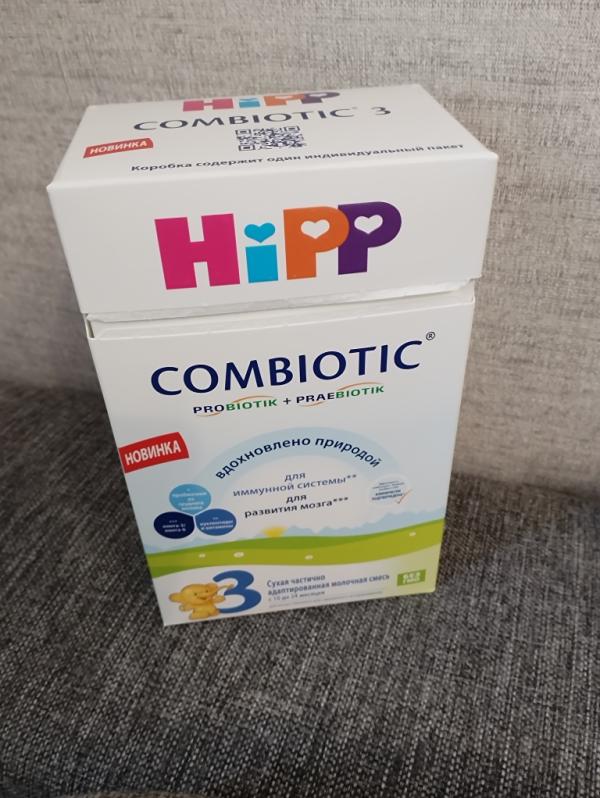 HiPP
COMBIOTIC® 3
НОВИНКА
Коробка содержит один индивидуальный пакет
HiPP
COMBIOTIC®
PROBIOTIK + PRAEBIOTIK
НОВИНКА
вдохновлено природой
для
иммунной системы**
для
развития мозга***
3
Сухая частично
адаптированная молочная смесь